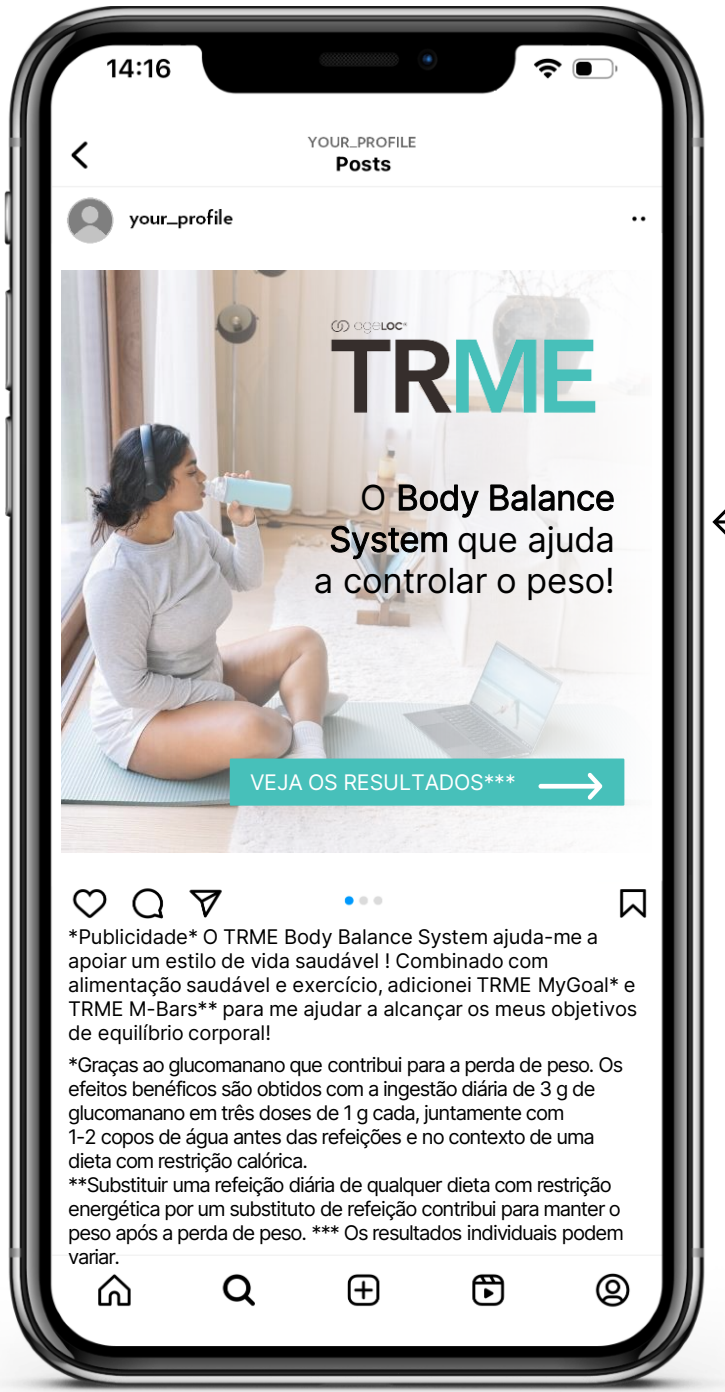 14:16
YOUR_PROFILE
Posts
your_profile
ageLOC®
TRME
O Body Balance
System que ajuda
a controlar o peso!
VEJA OS RESULTADOS***
*Publicidade* O TRME Body Balance System ajuda-me a
apoiar um estilo de vida saudável ! Combinado com
alimentação saudável e exercício, adicionei TRME MyGoal* e
TRME M-Bars** para me ajudar a alcançar os meus objetivos
de equilíbrio corporal!
*Graças ao glucomanano que contribui para a perda de peso. Os
efeitos benéficos são obtidos com a ingestão diária de 3 g de
glucomanano em três doses de 1 g cada, juntamente com
1-2 copos de água antes das refeições e no contexto de uma
dieta com restrição calórica.
**Substituir uma refeição diária de qualquer dieta com restrição
energética por um substituto de refeição contribui para manter o
peso após a perda de peso. *** Os resultados individuais podem
variar.